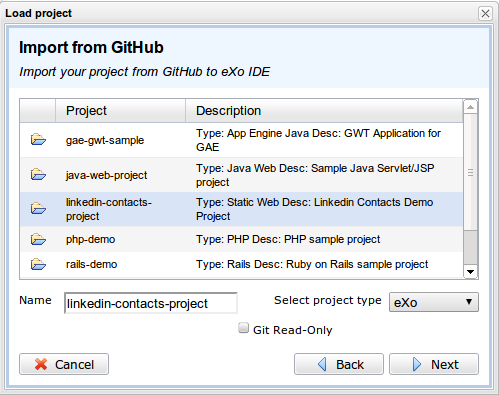 Load project
Import from GitHub
Import your project from GitHub to eXo IDE
Project Description
gae-gwt-sample Type: App Engine Java Desc: GWT Application for
GAE
java-web-project Type: Java Web Desc: Sample Java Servlet/JSP
project
linkedin-contacts- Type: Static Web Desc: Linkedin Contacts Demo
project Project
php-demo Type: PHP Desc: PHP sample project
rails-demo Type: Rails Desc: Ruby on Rails sample project
Name linkedin-contacts-project Select project type eXo
Git Read-Only
Cancel Back Next